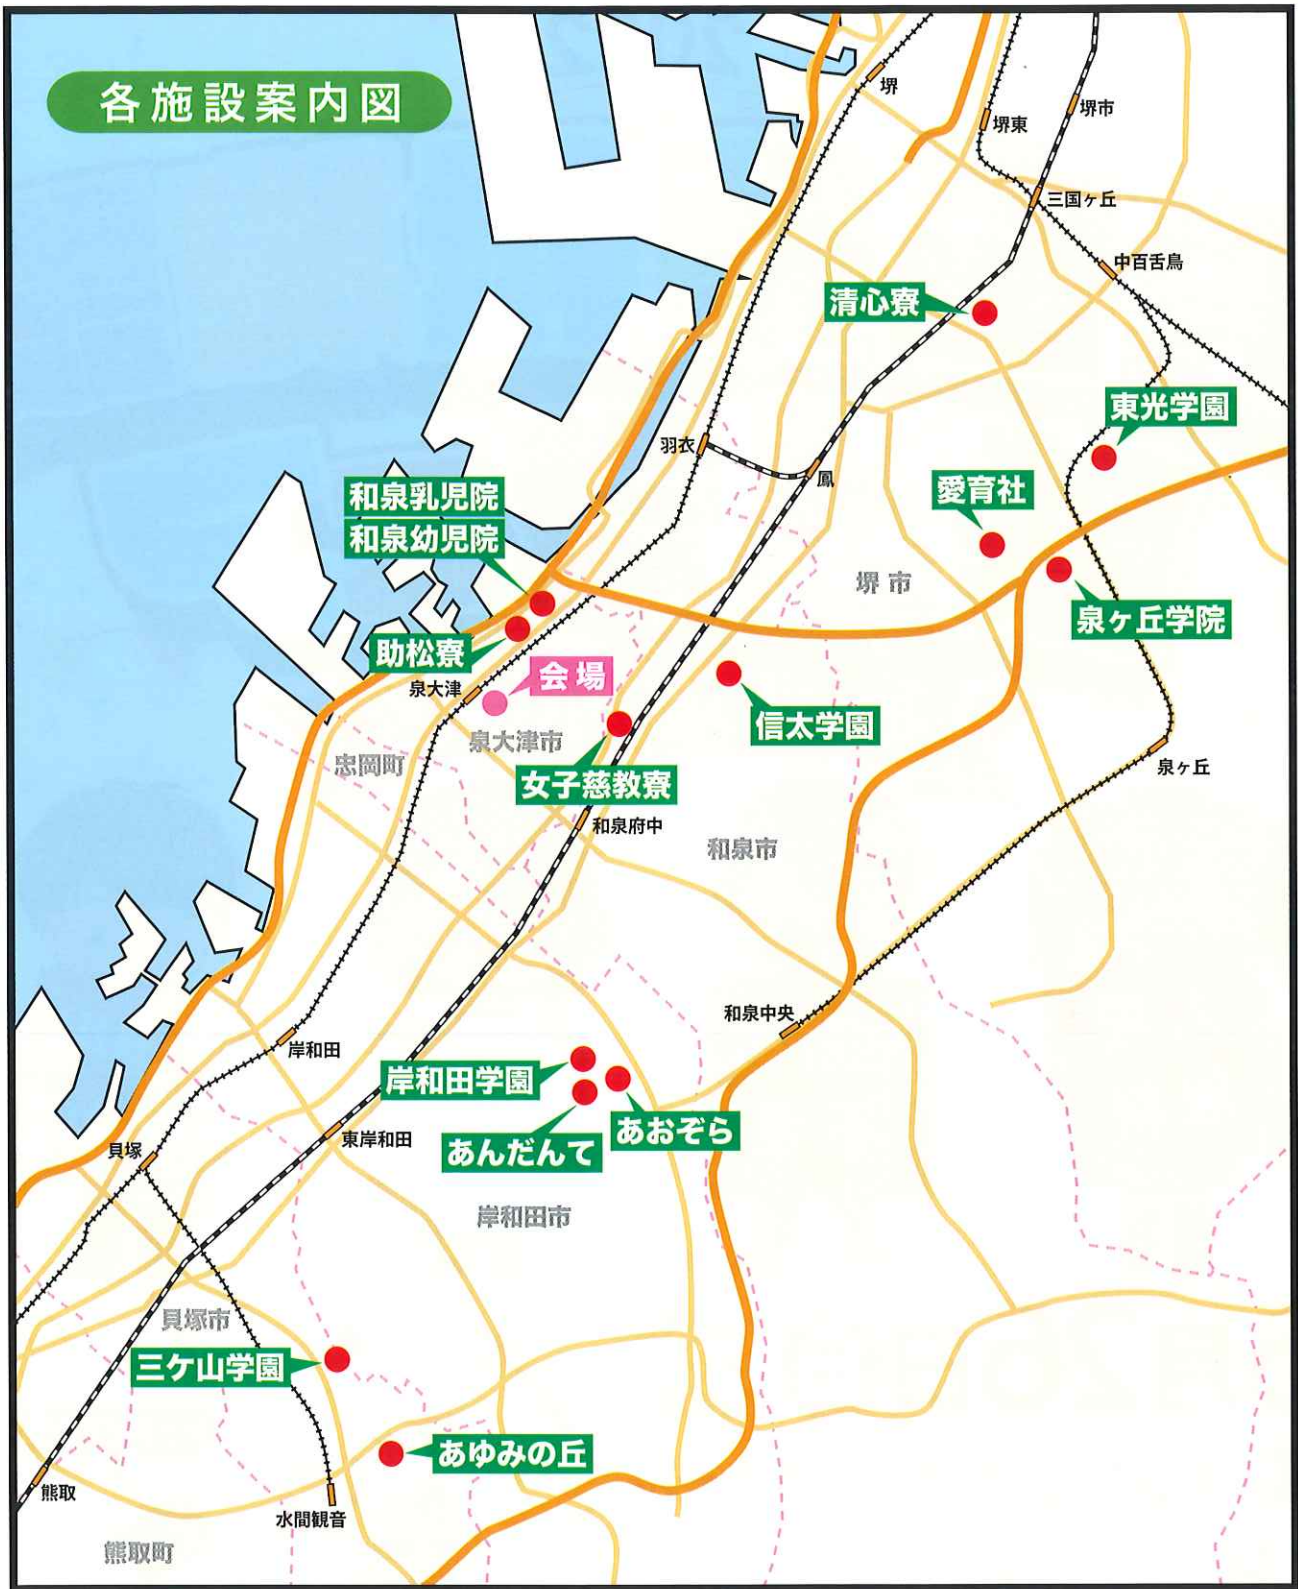 各施設案内図
堺
堺東
堺市
三国ヶ丘
中百舌鳥
清心寮
東光学園
羽衣
鳳
愛育社
和泉乳児院
和泉幼児院
堺市
泉ヶ丘学院
助松寮
会場
泉大津
信太学園
泉大津市
忠岡町
女子慈教寮
泉ヶ丘
和泉府中
和泉市
和泉中央
岸和田
岸和田学園
あおぞら
あんだんて
東岸和田
貝塚
岸和田市
貝塚市
三ケ山学園
あゆみの丘
熊取
水間観音
熊取町